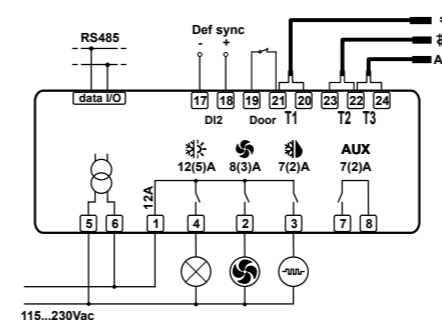 RS485
Def sync
- +
A
data I/O
17 18 19 21 20 23 22 24
DI2 Door T1 T2 T3
12(5)A 8(3)A 7(2)A AUX 7(2)A
12A
5 6 1 4 2 3 7 8
115...230Vac